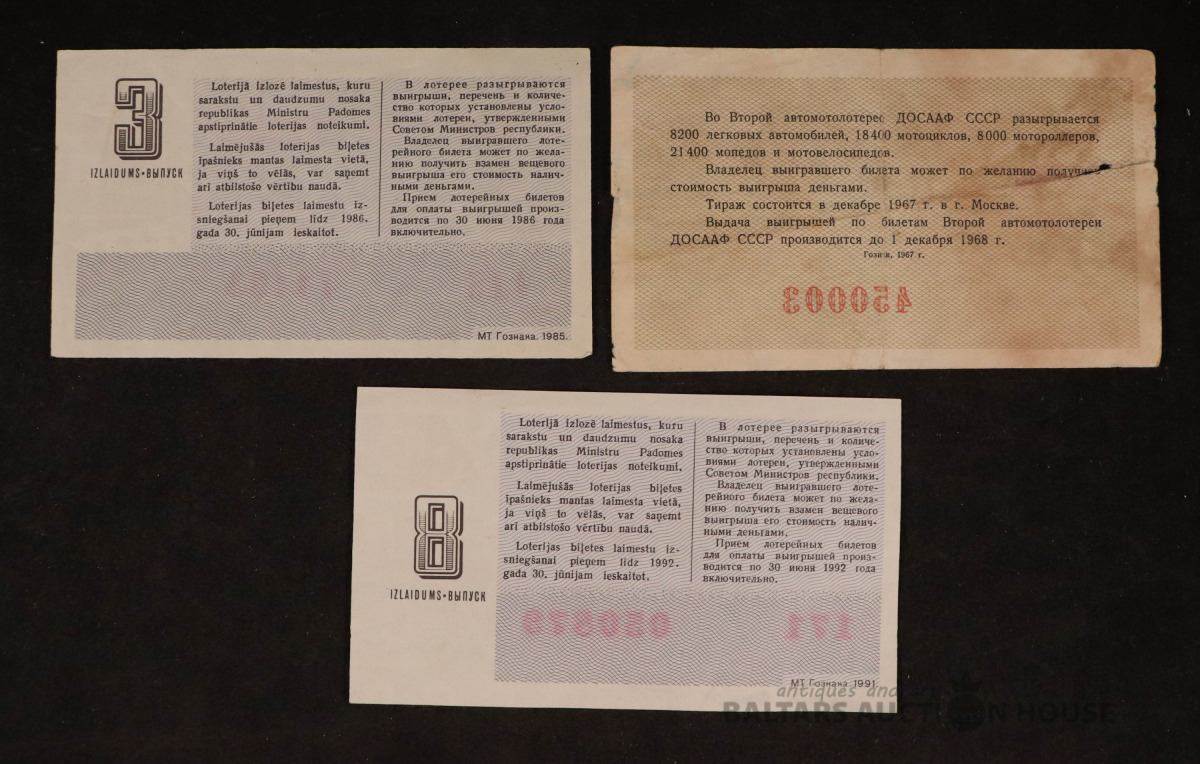 3
IZLAIDUMS•ВЫПУСК
Loterijā izlozē laimestus, kuru
sarakstu un daudzumu nosaka
republikas Ministru Padomes
apstiprinātie loterijas noteikumi.
Laimējušās loterijas biļetes
īpašnieks mantas laimesta vietā,
ja viņš to vēlās, var saņemt
arī atbilstošo vērtību naudā.
Loterijas biļetes laimestu iz-
sniegšanai pieņem līdz 1986.
gada 30. jūnijam ieskaitot.
В лотерее разыгрываются
выигрыши, перечень и количе-
ство которых установлены усло-
виями лотереи, утвержденными
Советом Министров республики.
Владелец выигравшего лоте-
рейного билета может по жела-
нию получить взамен вещевого
выигрыша его стоимость налич-
ными деньгами.
Прием лотерейных билетов
для оплаты выигрышей произ-
водится по 30 июня 1986 года
включительно.
МТ Гознака. 1985.
Во Второй автомотолотерее ДОСААФ СССР разыгрывается
8200 легковых автомобилей, 18400 мотоциклов, 8000 мотороллеров,
21400 мопедов и мотовелосипедов.
Владелец выигравшего билета может по желанию получить
стоимость выигрыша деньгами.
Тираж состоится в декабре 1967 г. в г. Москве.
Выдача выигрышей по билетам Второй автомотолотереи
ДОСААФ СССР производится до 1 декабря 1968 г.
Гознак. 1967 г.
450003
8
IZLAIDUMS•ВЫПУСК
Loterijā izlozē laimestus, kuru
sarakstu un daudzumu nosaka
republikas Ministru Padomes
apstiprinātie loterijas noteikumi.
Laimējušās loterijas biļetes
īpašnieks mantas laimesta vietā,
ja viņš to vēlās, var saņemt
arī atbilstošo vērtību naudā.
Loterijas biļetes laimestu iz-
sniegšanai pieņem līdz 1992.
gada 30. jūnijam ieskaitot.
В лотерее разыгрываются
выигрыши, перечень и количе-
ство которых установлены усло-
виями лотереи, утвержденными
Советом Министров республики.
Владелец выигравшего лоте-
рейного билета может по жела-
нию получить взамен вещевого
выигрыша его стоимость налич-
ными деньгами.
Прием лотерейных билетов
для оплаты выигрышей произ-
водится по 30 июня 1992 года
включительно.
171
МТ Гознака 1991
antiques and
BALTARS AUCTION HOUSE